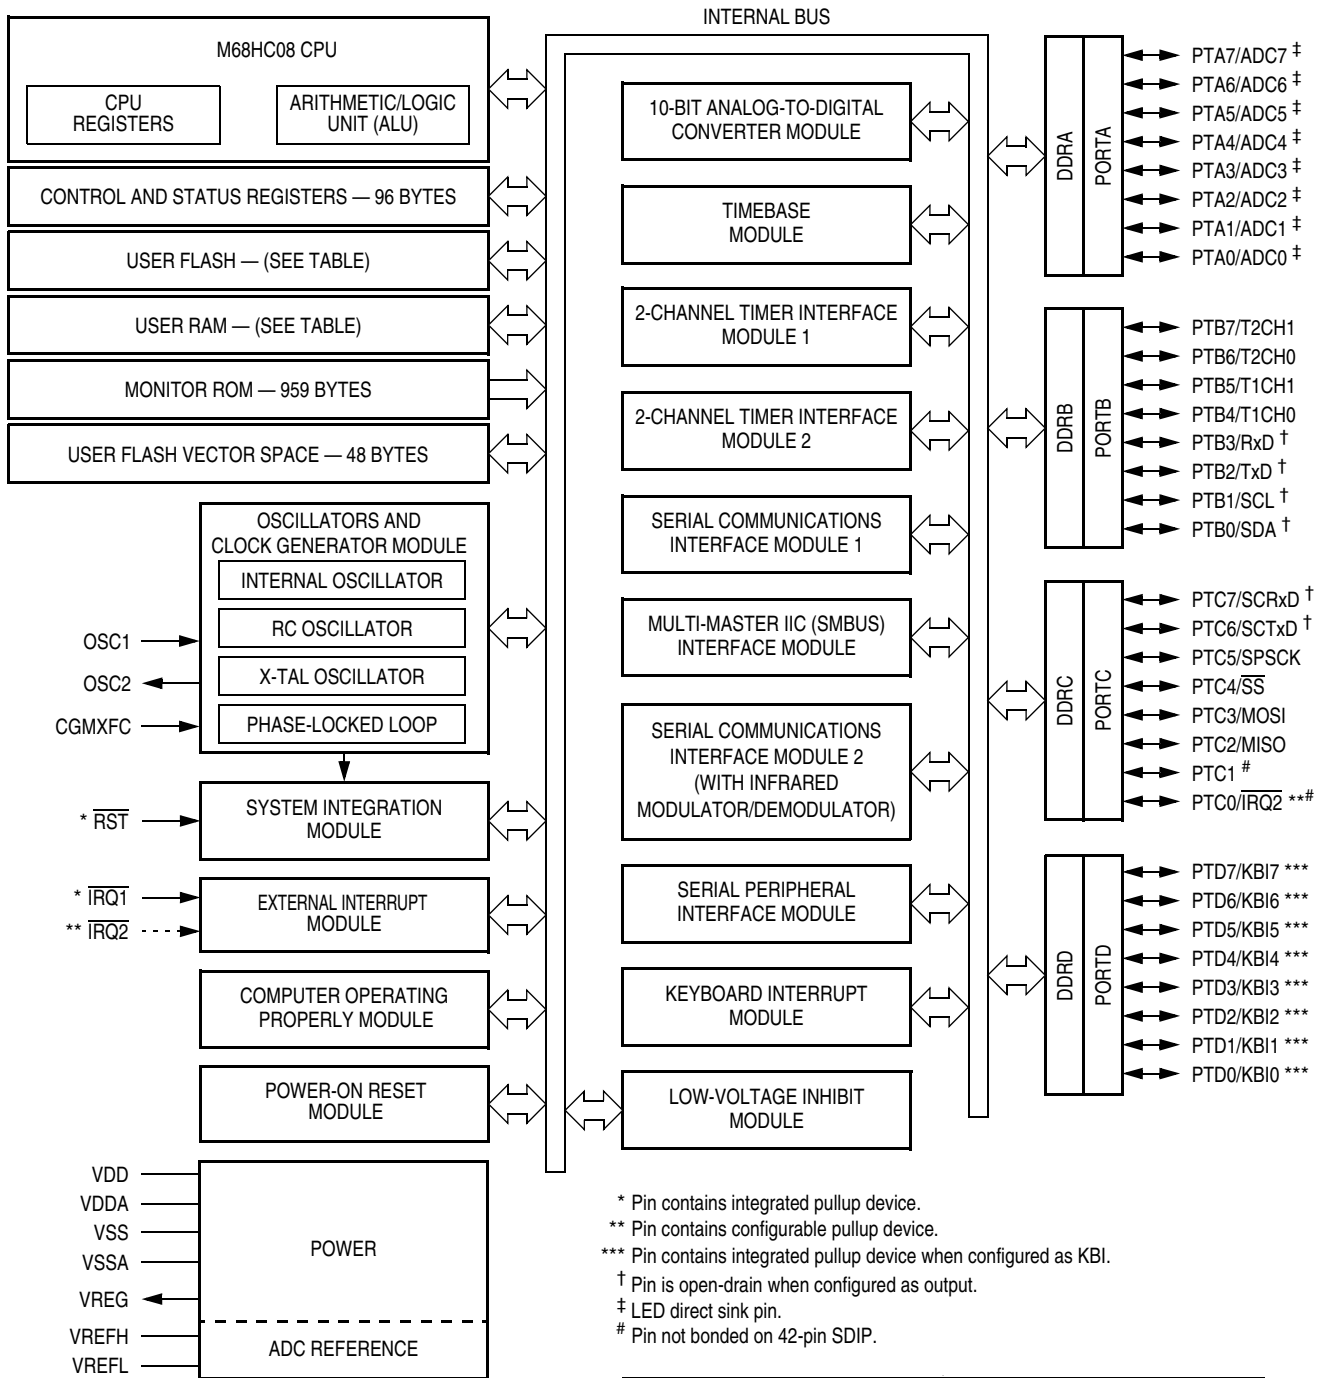 INTERNAL BUS
M68HC08 CPU
CPU
REGISTERS
ARITHMETIC/LOGIC
UNIT (ALU)
CONTROL AND STATUS REGISTERS — 96 BYTES
USER FLASH — (SEE TABLE)
USER RAM — (SEE TABLE)
MONITOR ROM — 959 BYTES
USER FLASH VECTOR SPACE — 48 BYTES
OSCILLATORS AND
CLOCK GENERATOR MODULE
INTERNAL OSCILLATOR
RC OSCILLATOR
X-TAL OSCILLATOR
PHASE-LOCKED LOOP
OSC1
OSC2
CGMXFC
SYSTEM INTEGRATION
MODULE
* RST
EXTERNAL INTERRUPT
MODULE
* IRQ1
** IRQ2
COMPUTER OPERATING
PROPERLY MODULE
POWER-ON RESET
MODULE
VDD
VDDA
VSS
VSSA
VREG
VREFH
VREFL
POWER
ADC REFERENCE
10-BIT ANALOG-TO-DIGITAL
CONVERTER MODULE
TIMEBASE
MODULE
2-CHANNEL TIMER INTERFACE
MODULE 1
2-CHANNEL TIMER INTERFACE
MODULE 2
SERIAL COMMUNICATIONS
INTERFACE MODULE 1
MULTI-MASTER IIC (SMBUS)
INTERFACE MODULE
SERIAL COMMUNICATIONS
INTERFACE MODULE 2
(WITH INFRARED
MODULATOR/DEMODULATOR)
SERIAL PERIPHERAL
INTERFACE MODULE
KEYBOARD INTERRUPT
MODULE
LOW-VOLTAGE INHIBIT
MODULE
DDRA
PORTA
PTA7/ADC7 ‡
PTA6/ADC6 ‡
PTA5/ADC5 ‡
PTA4/ADC4 ‡
PTA3/ADC3 ‡
PTA2/ADC2 ‡
PTA1/ADC1 ‡
PTA0/ADC0 ‡
DDRB
PORTB
PTB7/T2CH1
PTB6/T2CH0
PTB5/T1CH1
PTB4/T1CH0
PTB3/RxD †
PTB2/TxD †
PTB1/SCL †
PTB0/SDA †
DDRC
PORTC
PTC7/SCRxD †
PTC6/SCTxD †
PTC5/SPSCK
PTC4/SS
PTC3/MOSI
PTC2/MISO
PTC1 #
PTC0/IRQ2 **#
DDRD
PORTD
PTD7/KBI7 ***
PTD6/KBI6 ***
PTD5/KBI5 ***
PTD4/KBI4 ***
PTD3/KBI3 ***
PTD2/KBI2 ***
PTD1/KBI1 ***
PTD0/KBI0 ***
* Pin contains integrated pullup device.
** Pin contains configurable pullup device.
*** Pin contains integrated pullup device when configured as KBI.
† Pin is open-drain when configured as output.
‡ LED direct sink pin.
# Pin not bonded on 42-pin SDIP.